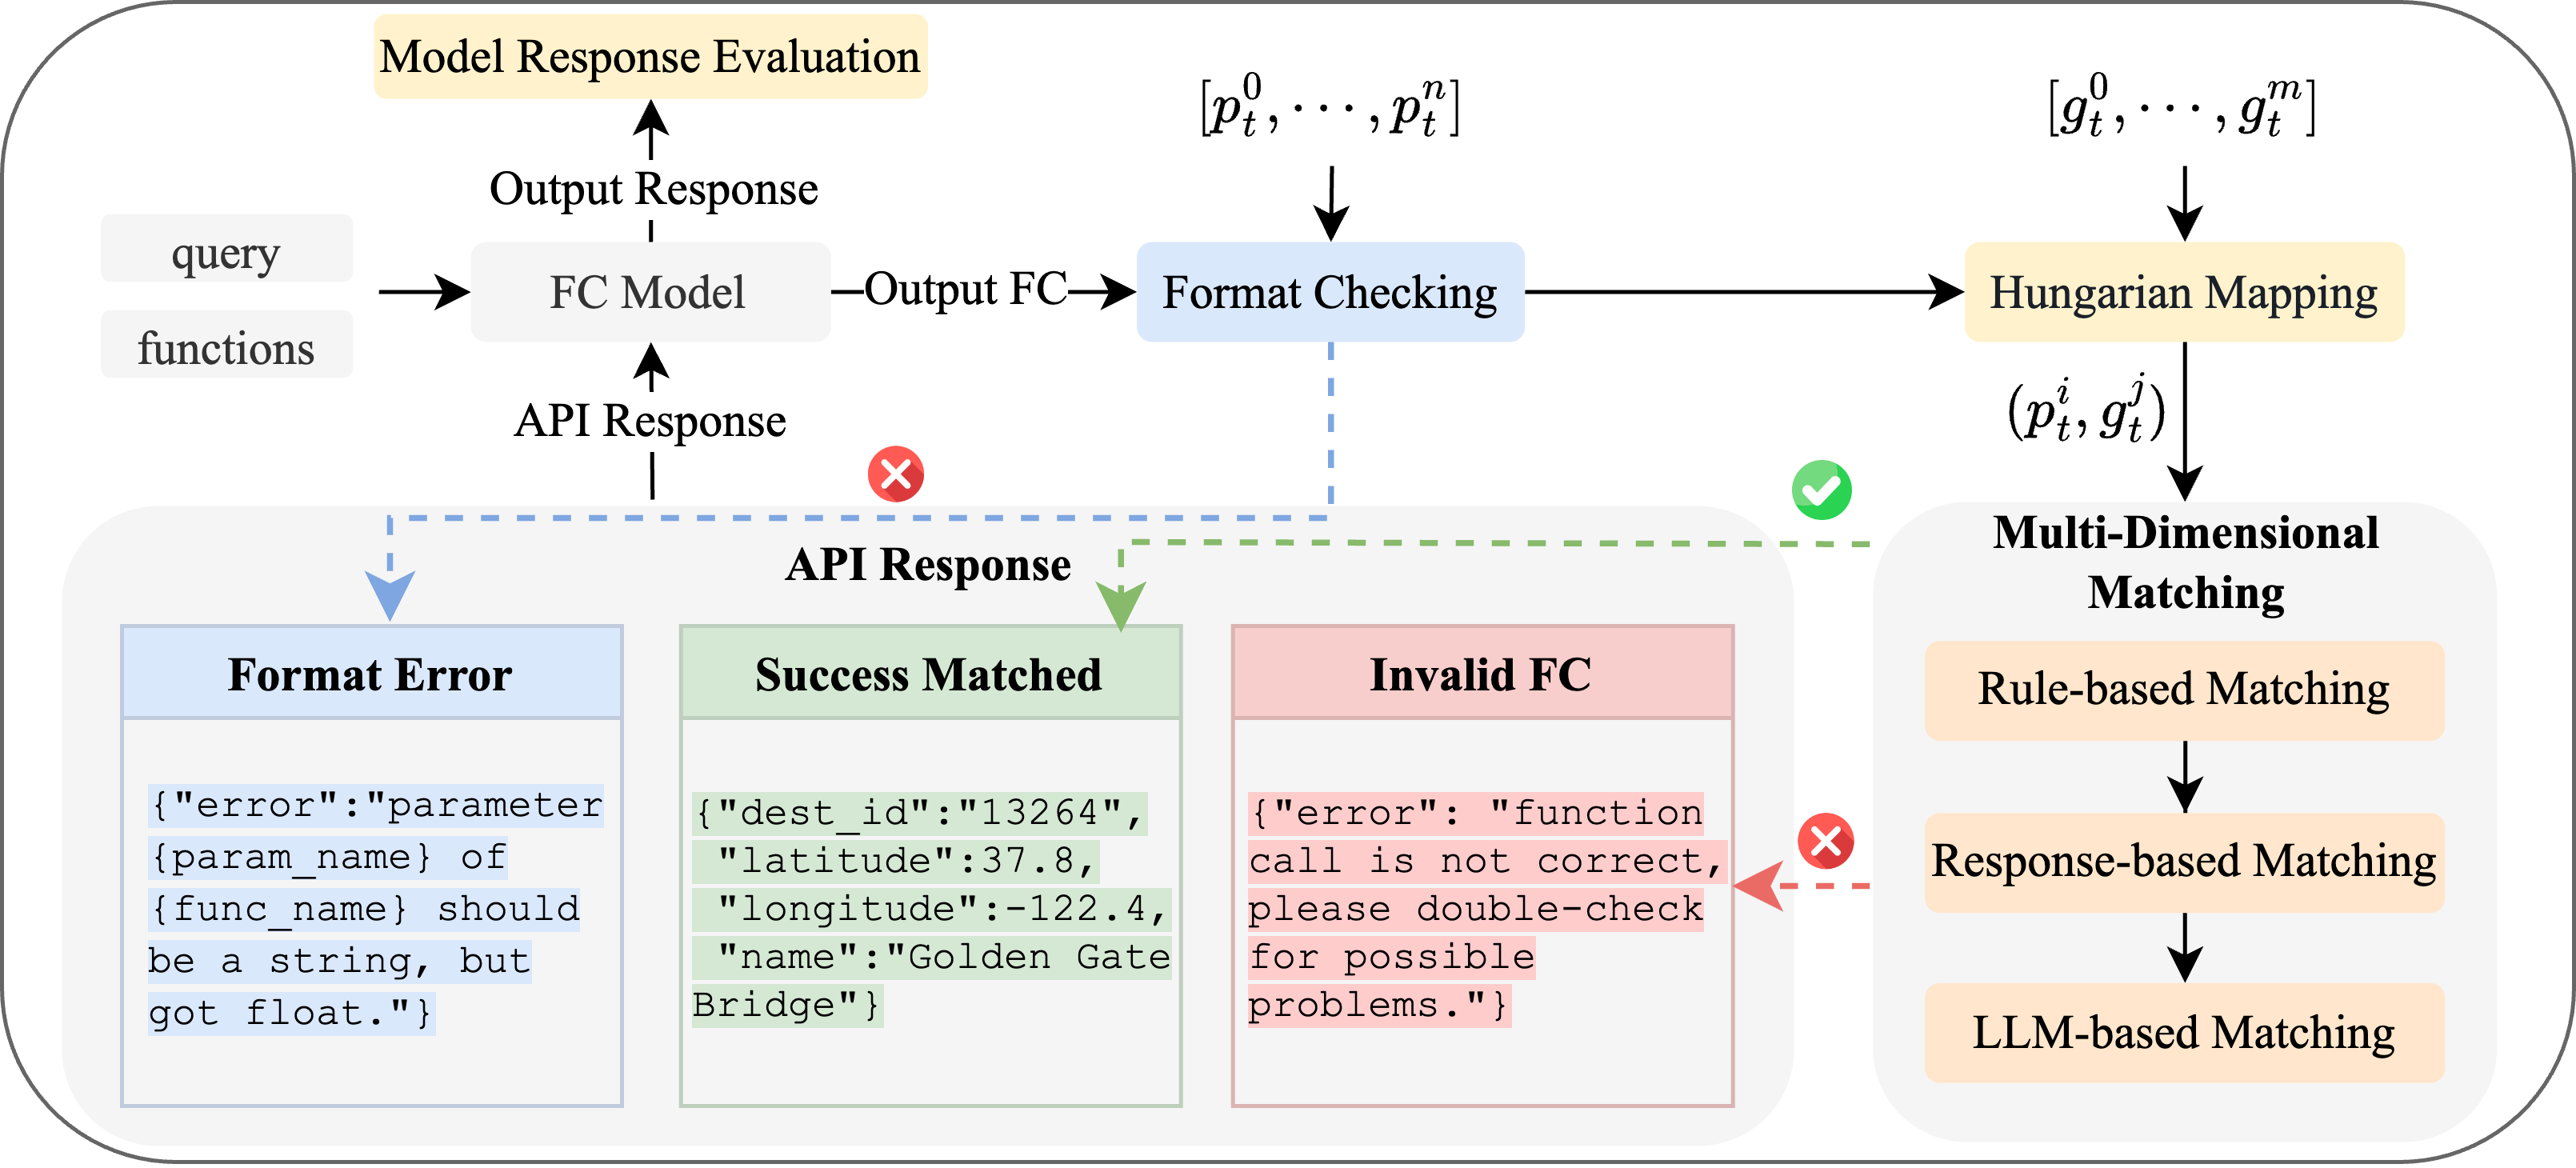 Model Response Evaluation
Output Response
[p_t^0, ⋯, p_t^n]
[g_t^0, ⋯, g_t^m]
query
functions
FC Model
Output FC
Format Checking
Hungarian Mapping
API Response
(p_t^i, g_t^j)
API Response
Format Error
{"error":"parameter
{param_name} of
{func_name} should
be a string, but
got float."}
Success Matched
{"dest_id":"13264",
"latitude":37.8,
"longitude":-122.4,
"name":"Golden Gate
Bridge"}
Invalid FC
{"error": "function
call is not correct,
please double-check
for possible
problems."}
Multi-Dimensional
Matching
Rule-based Matching
Response-based Matching
LLM-based Matching